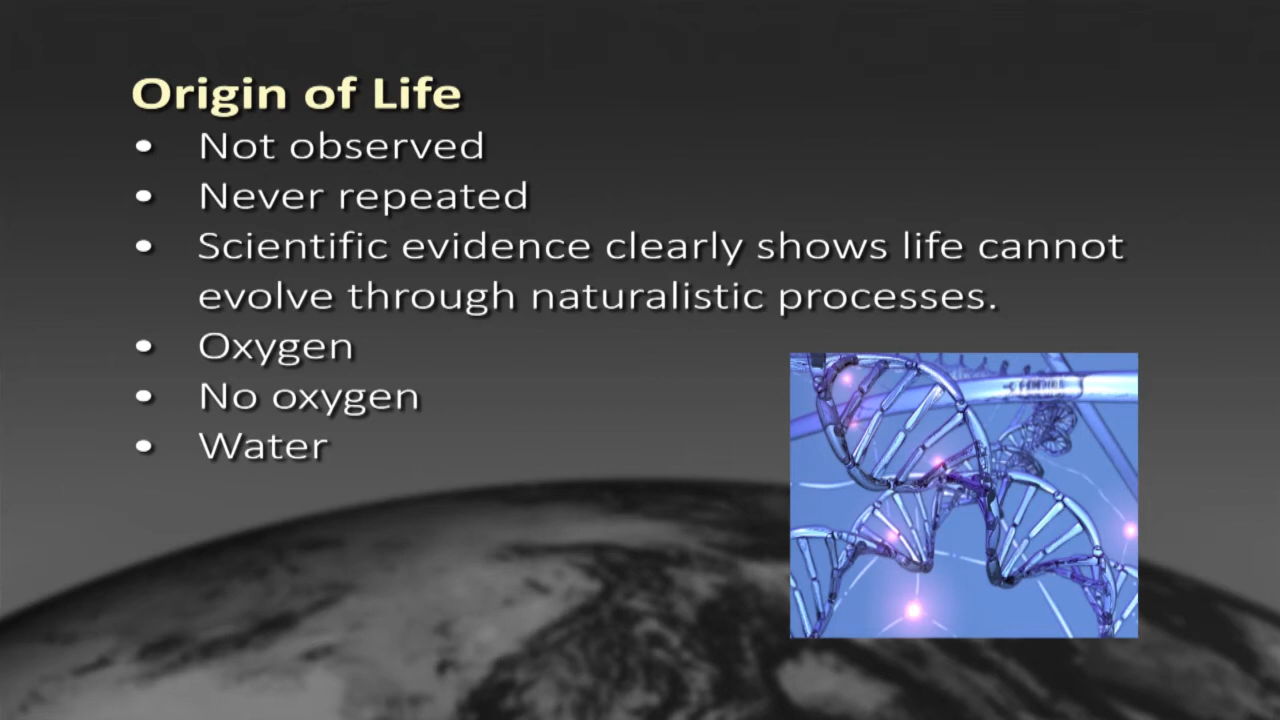 Origin of Life
• Not observed
• Never repeated
• Scientific evidence clearly shows life cannot
evolve through naturalistic processes.
• Oxygen
• No oxygen
• Water